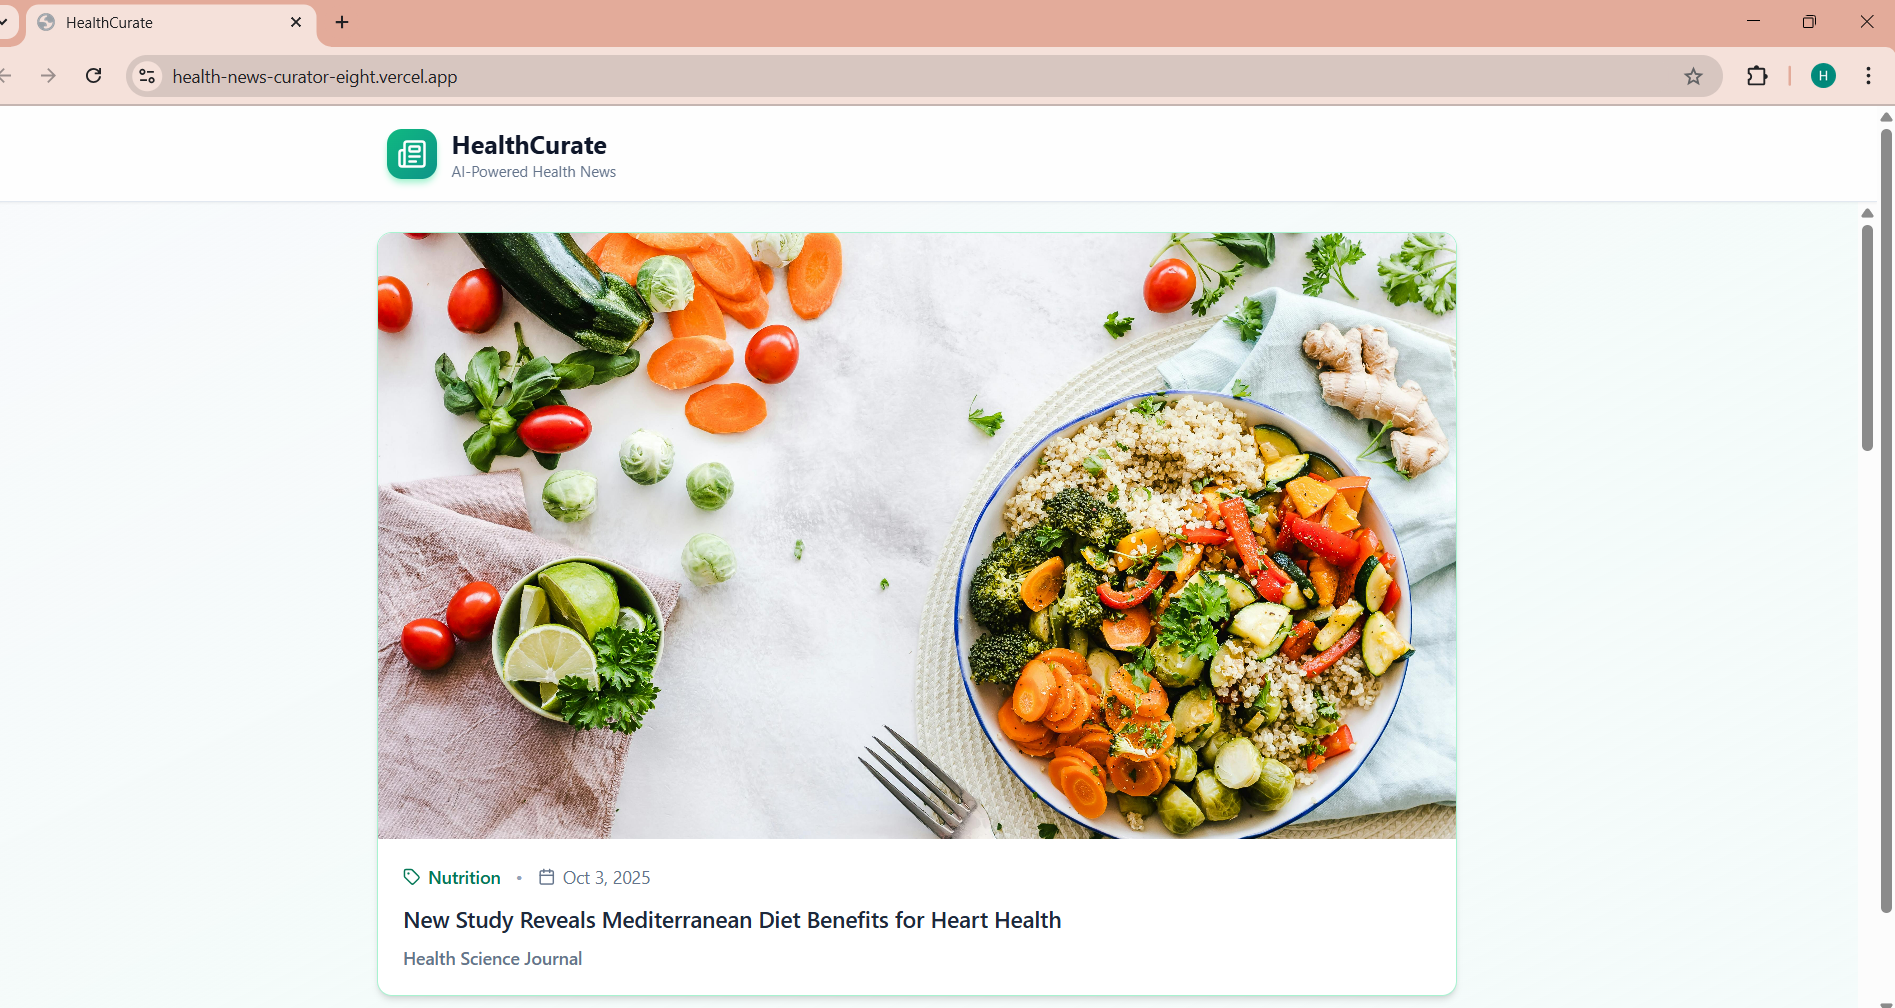 HealthCurate
health-news-curator-eight.vercel.app
H
HealthCurate
AI-Powered Health News
Nutrition • Oct 3, 2025
New Study Reveals Mediterranean Diet Benefits for Heart Health
Health Science Journal